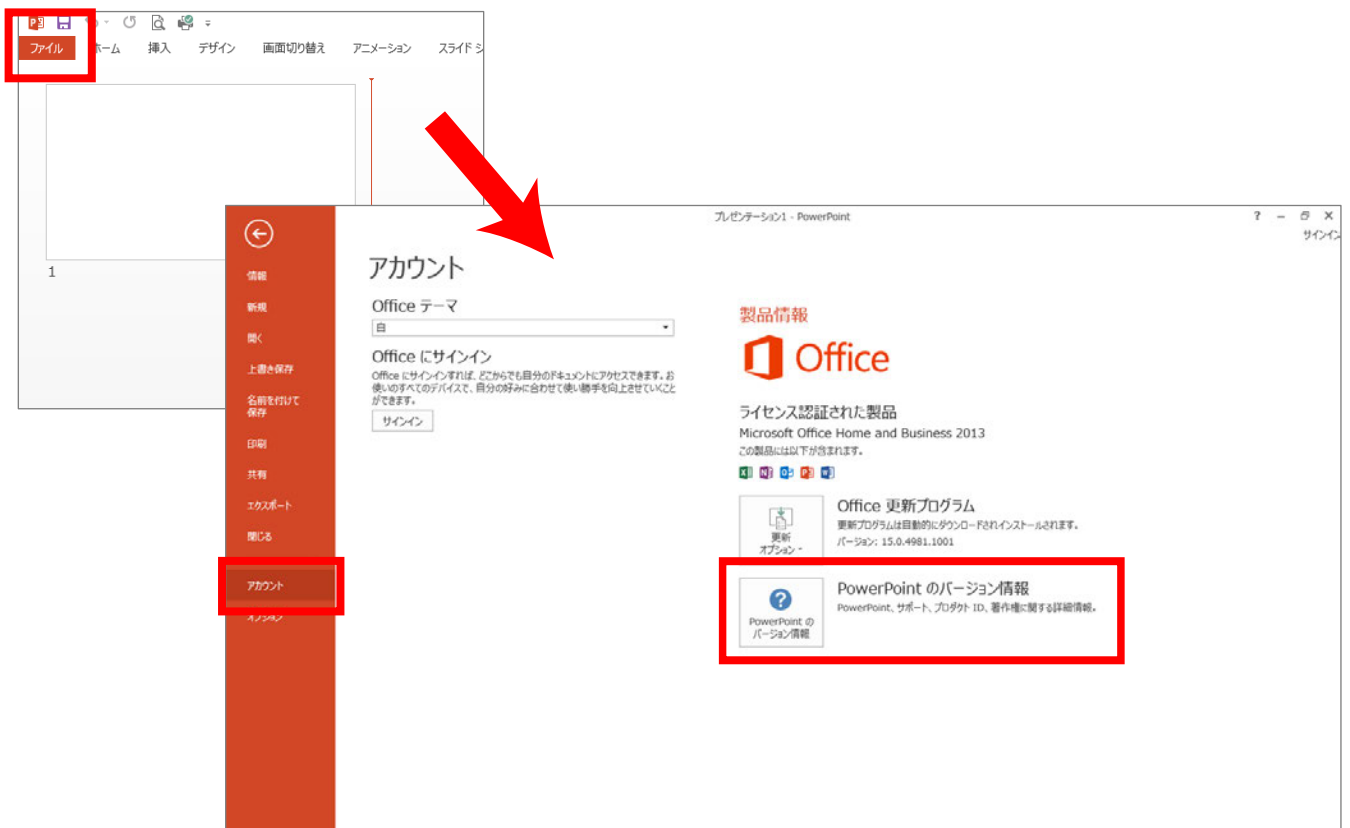 ファイル ホーム 挿入 デザイン 画面切り替え アニメーション スライド シ
1
プレゼンテーション1 - PowerPoint
サインイン
情報
新規
開く
上書き保存
名前を付けて
保存
印刷
共有
エクスポート
閉じる
アカウント
オプション
アカウント
Office テーマ
白
Office にサインイン
Office にサインインすれば、どこからでも自分のドキュメントにアクセスできます。お
使いのすべてのデバイスで、自分の好みに合わせて使い勝手を向上させていくこと
ができます。
サインイン
製品情報
Office
ライセンス認証された製品
Microsoft Office Home and Business 2013
この製品には以下が含まれます。
更新
オプション
Office 更新プログラム
更新プログラムは自動的にダウンロードされインストールされます。
バージョン: 15.0.4981.1001
PowerPoint の
バージョン情報
PowerPoint のバージョン情報
PowerPoint、サポート、プロダクト ID、著作権に関する詳細情報。